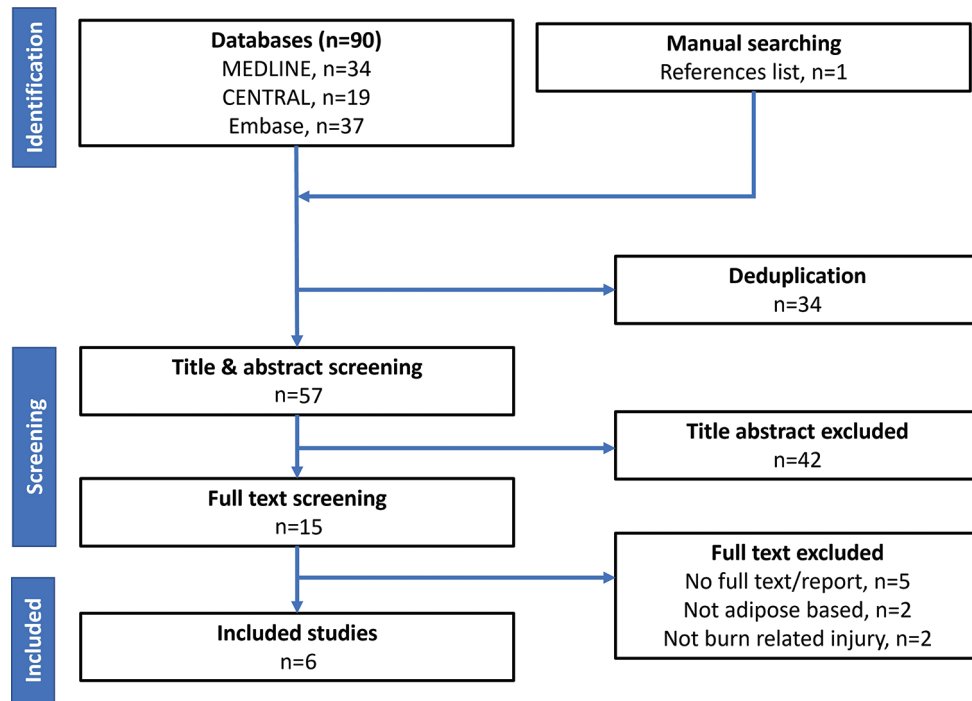 Identification
Databases (n=90)
MEDLINE, n=34
CENTRAL, n=19
Embase, n=37
Manual searching
References list, n=1
Deduplication
n=34
Screening
Title & abstract screening
n=57
Title abstract excluded
n=42
Full text screening
n=15
Full text excluded
No full text/report, n=5
Not adipose based, n=2
Not burn related injury, n=2
Included
Included studies
n=6